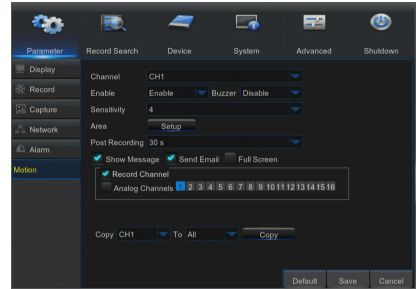 Parameter Record Search Device System Advanced Shutdown
Display
Record
Capture
Network
Alarm
Motion
Channel CH1
Enable Enable Buzzer Disable
Sensitivity 4
Area Setup
Post Recording 30 s
Show Message Send Email Full Screen
Record Channel
Analog Channels 1 2 3 4 5 6 7 8 9 10 11 12 13 14 15 16
Copy CH1 To All Copy
Default Save Cancel